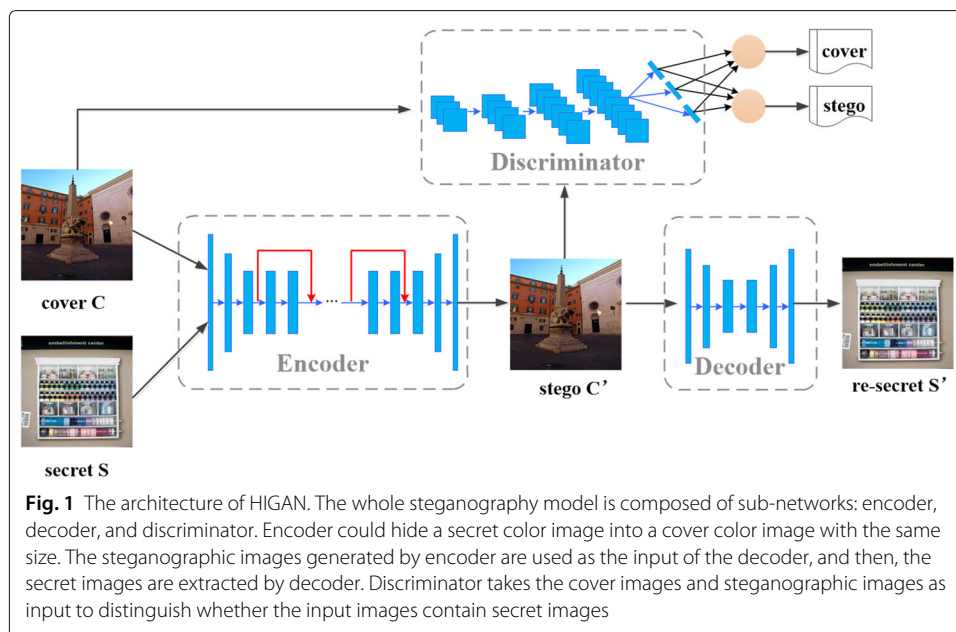 cover
stego
Discriminator
cover C
embellishment center
secret S
Encoder
...
stego C’
Decoder
embellishment center
re-secret S’
Fig. 1 The architecture of HIGAN. The whole steganography model is composed of sub-networks: encoder,
decoder, and discriminator. Encoder could hide a secret color image into a cover color image with the same
size. The steganographic images generated by encoder are used as the input of the decoder, and then, the
secret images are extracted by decoder. Discriminator takes the cover images and steganographic images as
input to distinguish whether the input images contain secret images